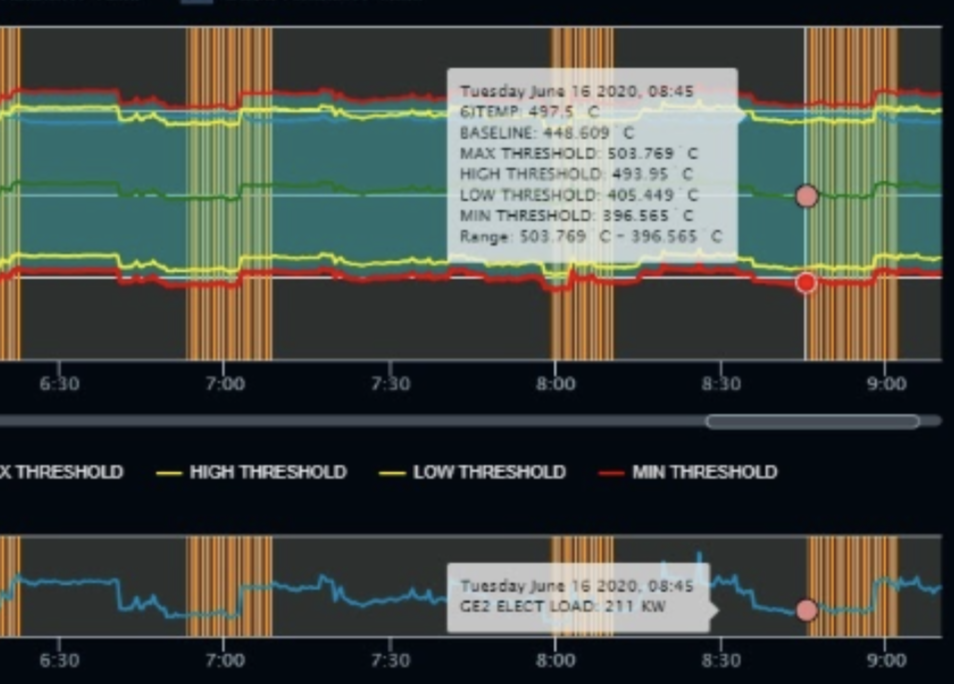 Tuesday June 16 2020, 08:45
6JTEMP: 497.5 °C
BASELINE: 448.609 °C
MAX THRESHOLD: 503.769 °C
HIGH THRESHOLD: 493.95 °C
LOW THRESHOLD: 405.449 °C
MIN THRESHOLD: 396.565 °C
Range: 503.769 °C - 396.565 °C
6:30 7:00 7:30 8:00 8:30 9:00
X THRESHOLD HIGH THRESHOLD LOW THRESHOLD MIN THRESHOLD
Tuesday June 16 2020, 08:45
GE2 ELECT LOAD: 211 KW
6:30 7:00 7:30 8:00 8:30 9:00